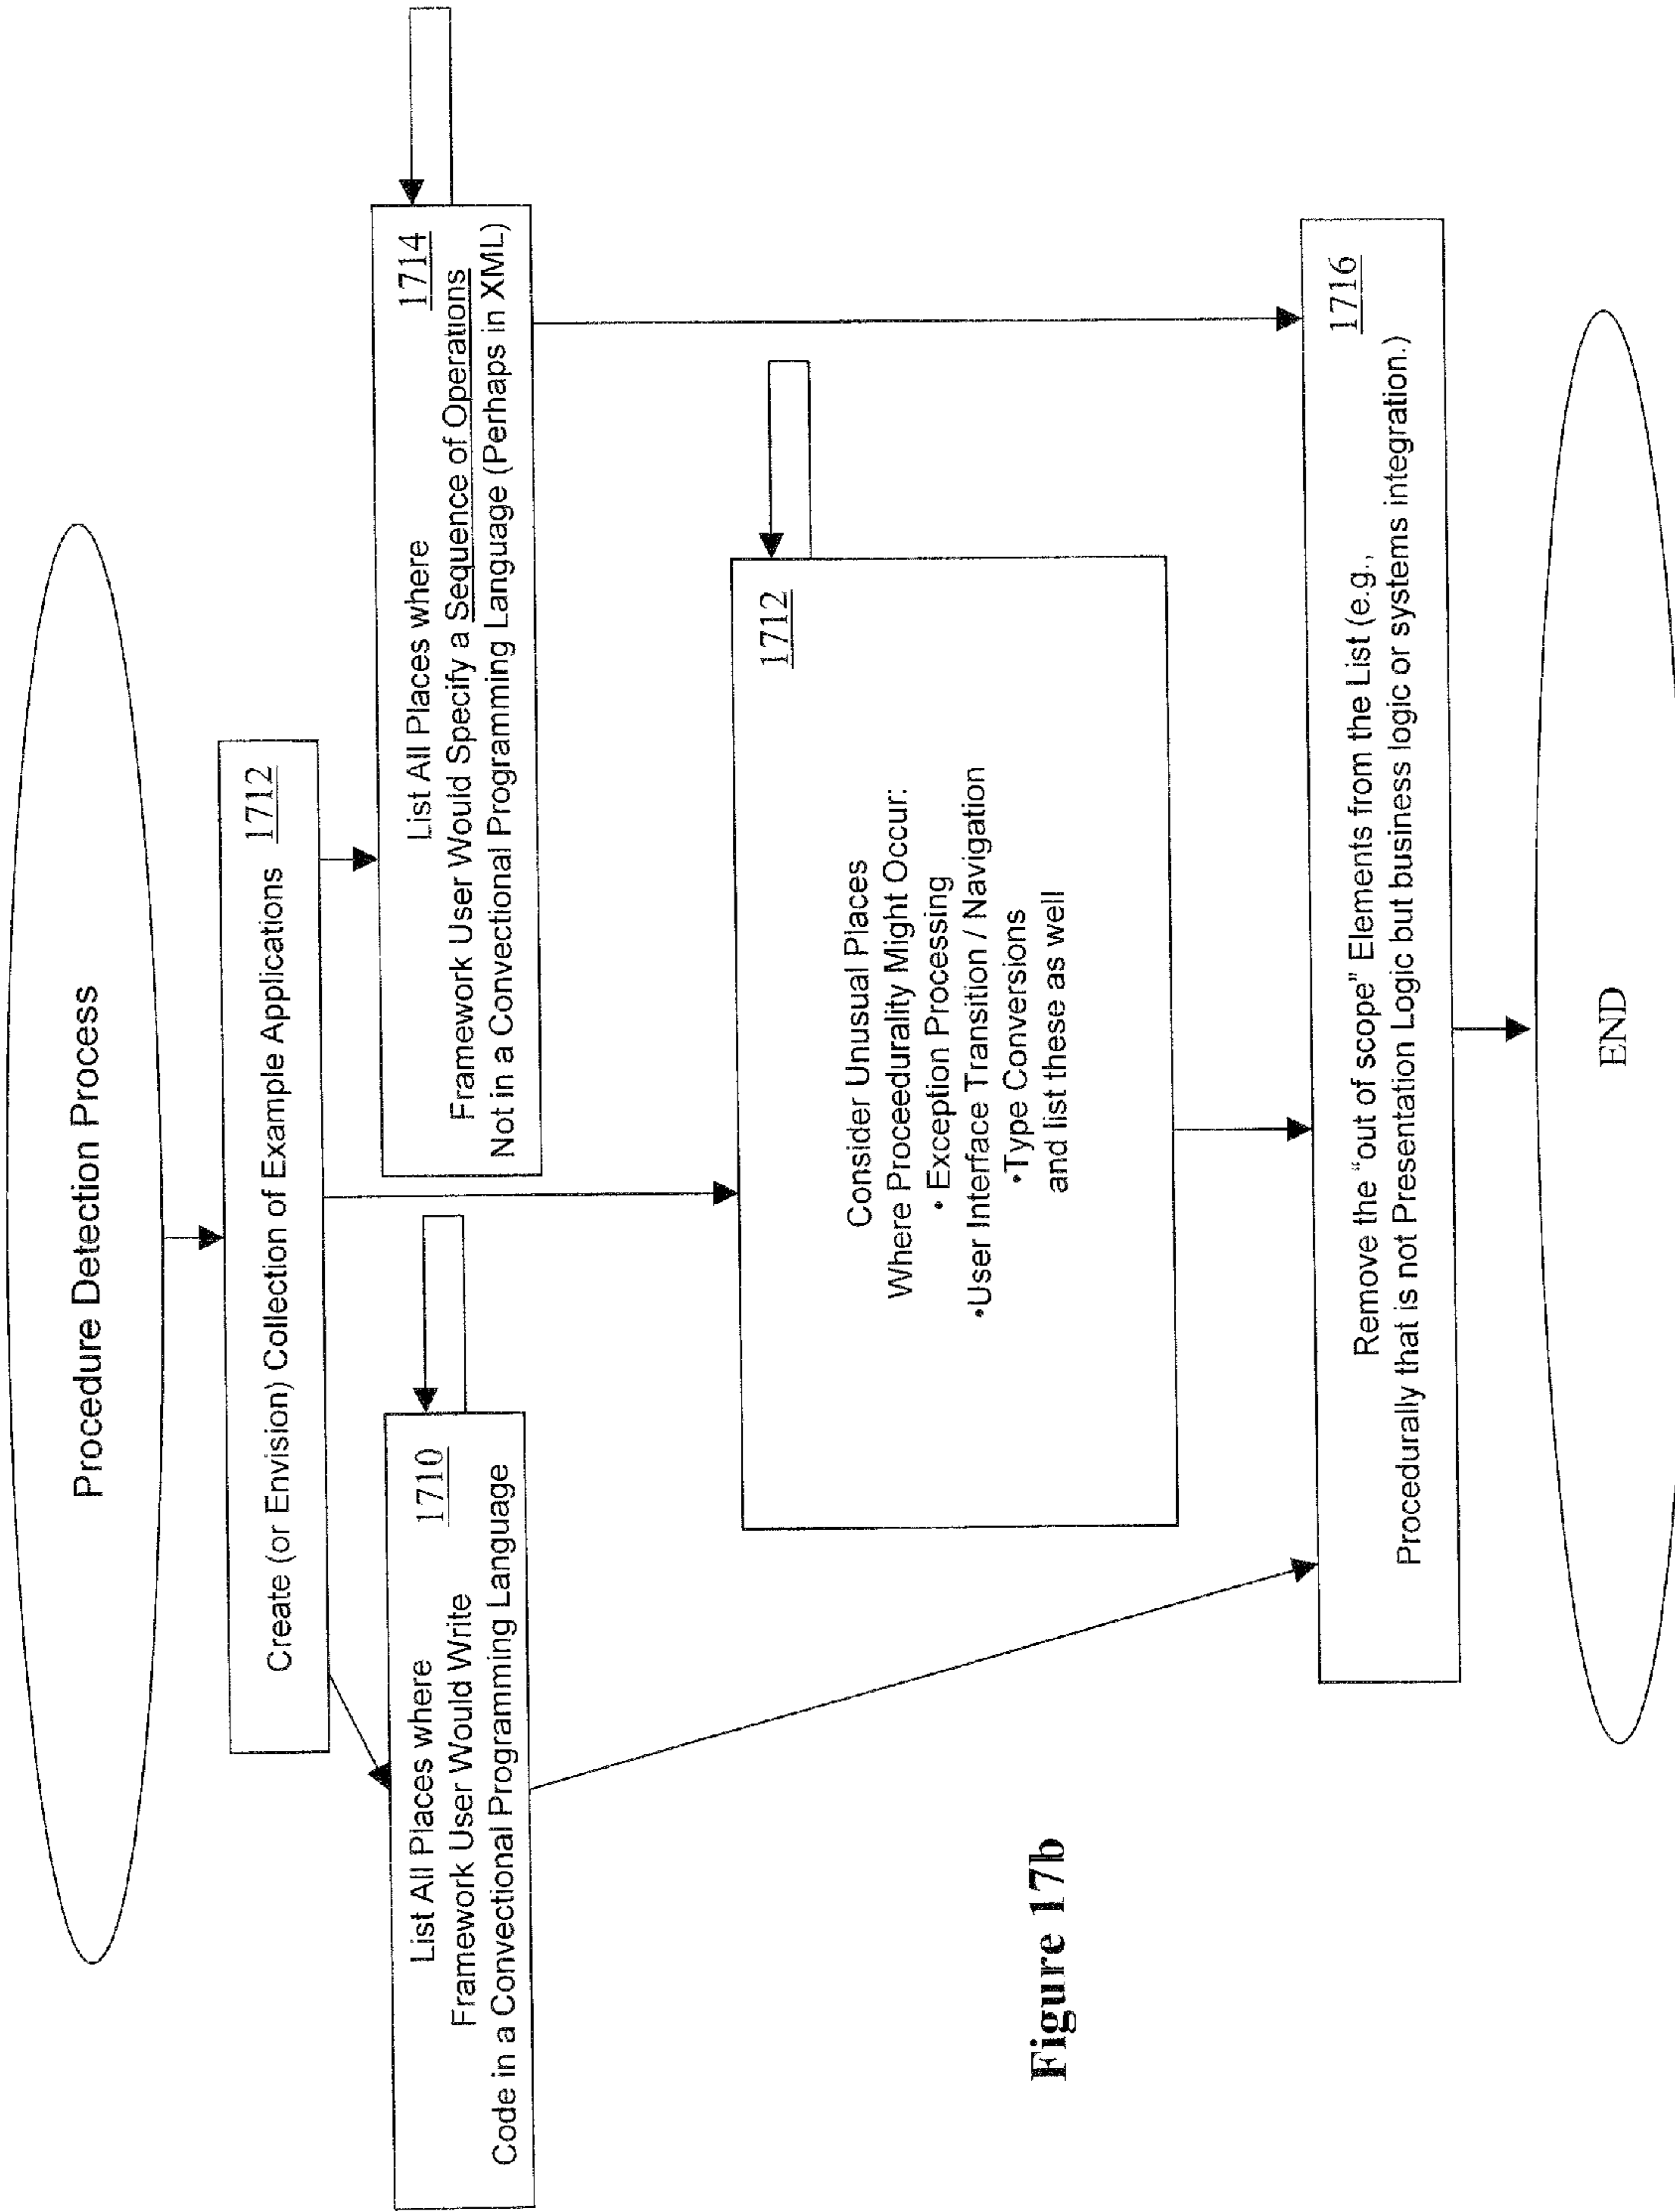 Procedure Detection Process
Create (or Envision) Collection of Example Applications 1712
List All Places where 1710
Framework User Would Write
Code in a Convectional Programming Language
List All Places where 1714
Framework User Would Specify a Sequence of Operations
Not in a Convectional Programming Language (Perhaps in XML)
1712
Consider Unusual Places
Where Proceedurality Might Occur:
• Exception Processing
•User Interface Transition / Navigation
•Type Conversions
and list these as well
1716
Remove the “out of scope” Elements from the List (e.g.,
Procedurally that is not Presentation Logic but business logic or systems integration.)
END
Figure 17b